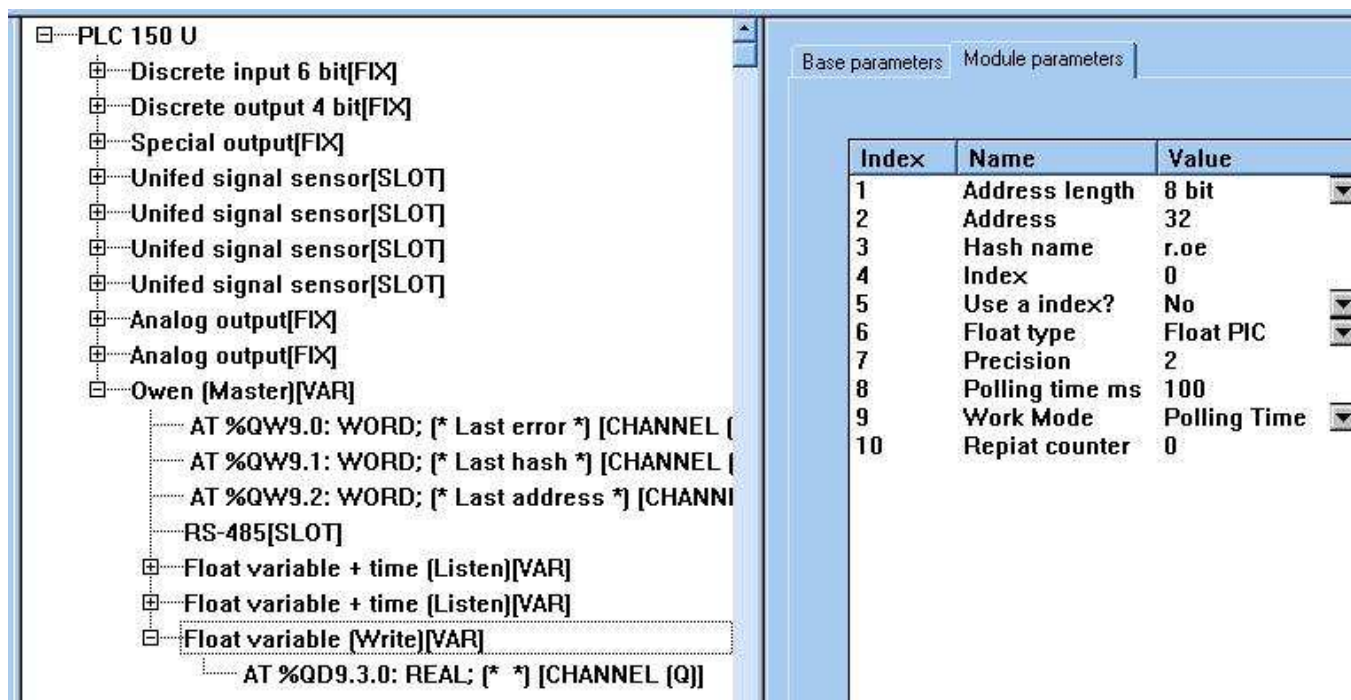 PLC 150 U
Discrete input 6 bit[FIX]
Discrete output 4 bit[FIX]
Special output[FIX]
Unifed signal sensor[SLOT]
Unifed signal sensor[SLOT]
Unifed signal sensor[SLOT]
Unifed signal sensor[SLOT]
Analog output[FIX]
Analog output[FIX]
Owen (Master)[VAR]
AT %QW9.0: WORD; (* Last error *) [CHANNEL (
AT %QW9.1: WORD; (* Last hash *) [CHANNEL (
AT %QW9.2: WORD; (* Last address *) [CHANNI
RS-485[SLOT]
Float variable + time (Listen)[VAR]
Float variable + time (Listen)[VAR]
Float variable (Write)[VAR]
AT %QD9.3.0: REAL; (* *) [CHANNEL (Q)]
Base parameters Module parameters
Index Name Value
1 Address length 8 bit
2 Address 32
3 Hash name r.oe
4 Index 0
5 Use a index? No
6 Float type Float PIC
7 Precision 2
8 Polling time ms 100
9 Work Mode Polling Time
10 Repiat counter 0